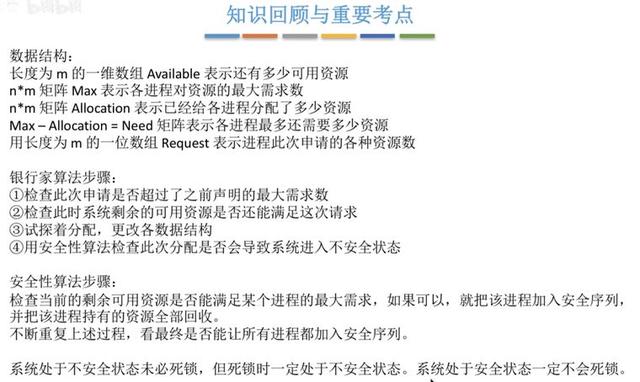 知识回顾与重要考点
数据结构：
长度为 m 的一维数组 Available 表示还有多少可用资源
n*m 矩阵 Max 表示各进程对资源的最大需求数
n*m 矩阵 Allocation 表示已经给各进程分配了多少资源
Max – Allocation = Need 矩阵表示各进程最多还需要多少资源
用长度为 m 的一位数组 Request 表示进程此次申请的各种资源数
银行家算法步骤：
①检查此次申请是否超过了之前声明的最大需求数
②检查此时系统剩余的可用资源是否还能满足这次请求
③试探着分配，更改各数据结构
④用安全性算法检查此次分配是否会导致系统进入不安全状态
安全性算法步骤：
检查当前的剩余可用资源是否能满足某个进程的最大需求，如果可以，就把该进程加入安全序列，
并把该进程持有的资源全部回收。
不断重复上述过程，看最终是否能让所有进程都加入安全序列。
系统处于不安全状态未必死锁，但死锁时一定处于不安全状态。系统处于安全状态一定不会死锁。